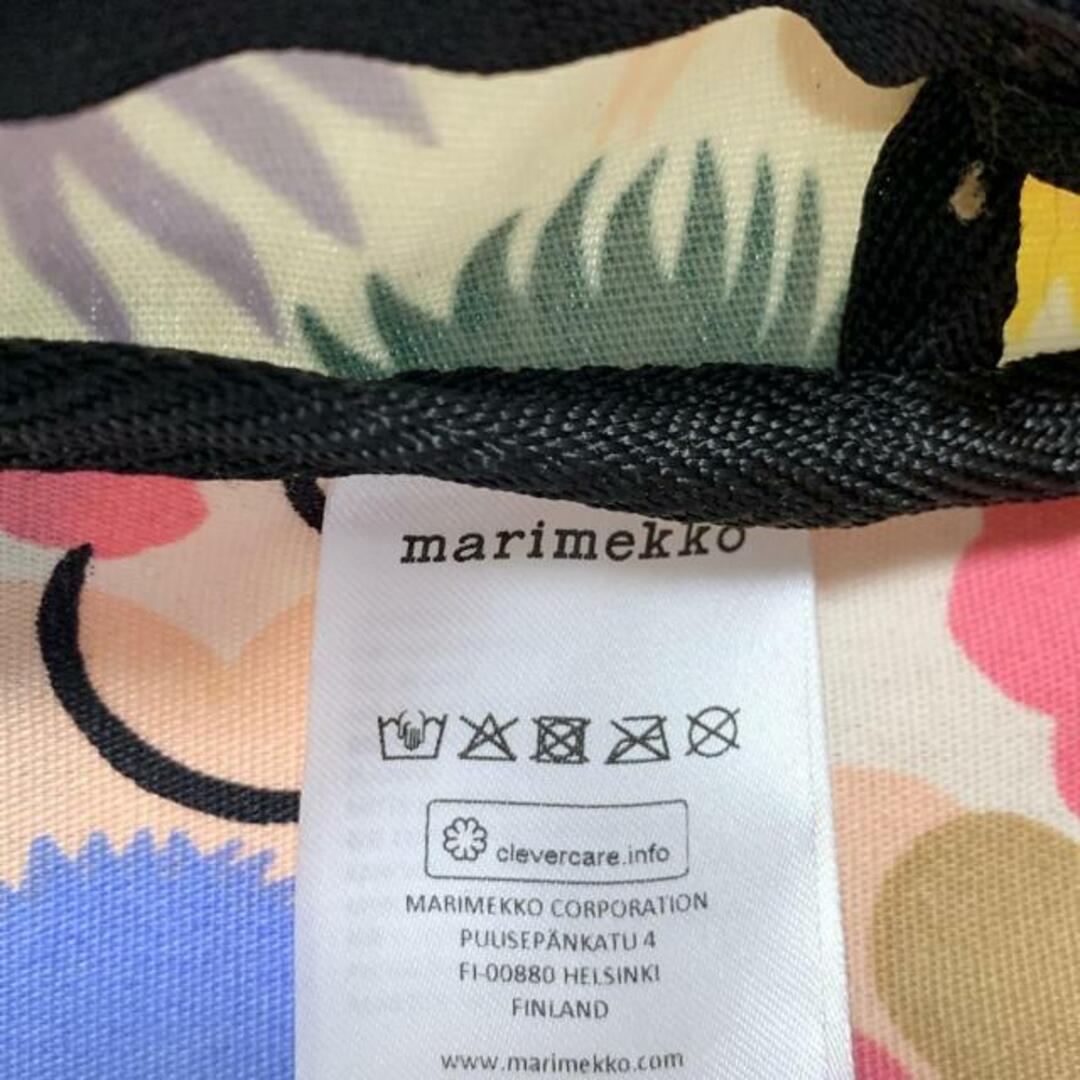 marimekko
clevercare.info
MARIMEKKO CORPORATION
PUUSEPÄNKATU 4
FI-00880 HELSINKI
FINLAND
www.marimekko.com